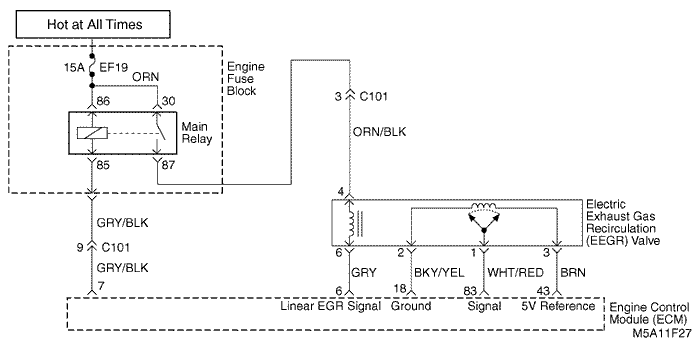 Hot at All Times
15A EF19
ORN
Engine
Fuse
Block
86 30
Main
Relay
85 87
3 C101
ORN/BLK
GRY/BLK
9 C101
GRY/BLK
7
4
Electric
Exhaust Gas
Recirculation
(EEGR) Valve
6 2 1 3
GRY BKY/YEL WHT/RED BRN
6 18 83 43
Linear EGR Signal Ground Signal 5V Reference
Engine Control
Module (ECM)
M5A11F27